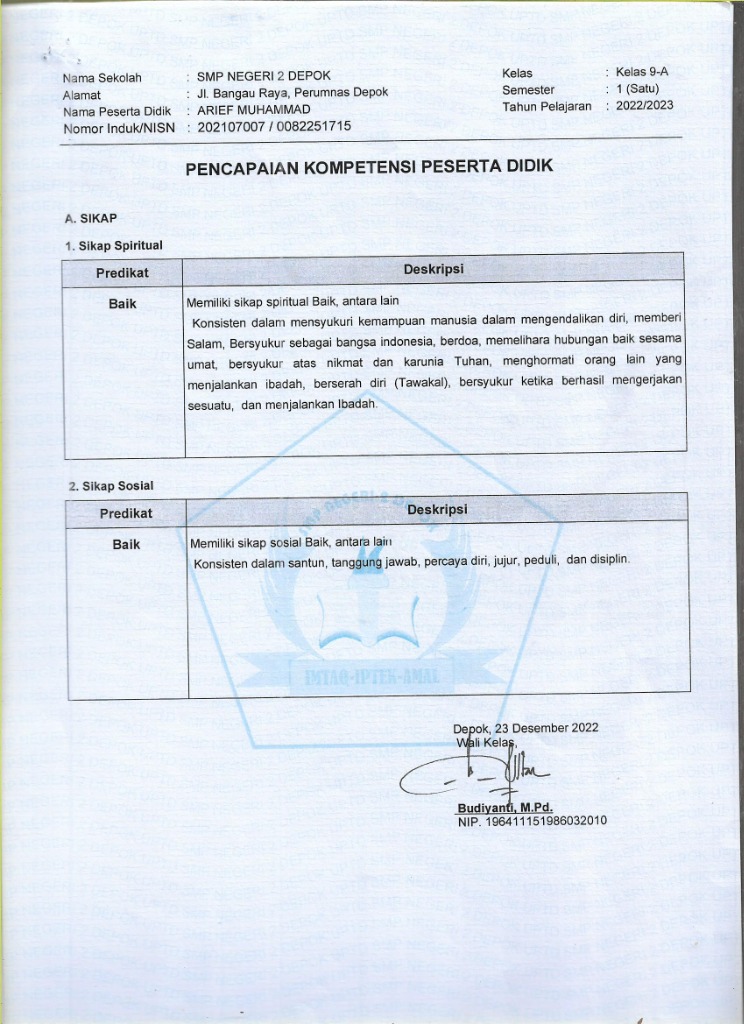 Nama Sekolah : SMP NEGERI 2 DEPOK
Alamat : Jl. Bangau Raya, Perumnas Depok
Nama Peserta Didik : ARIEF MUHAMMAD
Nomor Induk/NISN : 202107007 / 0082251715
Kelas : Kelas 9-A
Semester : 1 (Satu)
Tahun Pelajaran : 2022/2023
PENCAPAIAN KOMPETENSI PESERTA DIDIK
A. SIKAP
1. Sikap Spiritual
Predikat Deskripsi
Baik Memiliki sikap spiritual Baik, antara lain
Konsisten dalam mensyukuri kemampuan manusia dalam mengendalikan diri, memberi
Salam, Bersyukur sebagai bangsa indonesia, berdoa, memelihara hubungan baik sesama
umat, bersyukur atas nikmat dan karunia Tuhan, menghormati orang lain yang
menjalankan ibadah, berserah diri (Tawakal), bersyukur ketika berhasil mengerjakan
sesuatu, dan menjalankan Ibadah.
2. Sikap Sosial
Predikat Deskripsi
Baik Memiliki sikap sosial Baik, antara lain
Konsisten dalam santun, tanggung jawab, percaya diri, jujur, peduli, dan disiplin.
SMP NEGERI 2 DEPOK
IMTAQ-IPTEK-AMAL
Depok, 23 Desember 2022
Wali Kelas,
Budiyanti, M.Pd.
NIP. 196411151986032010